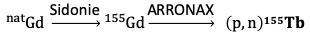 ⁿᵃᵗGd —Sidonie→ ¹⁵⁵Gd —ARRONAX→ (p,n)¹⁵⁵Tb